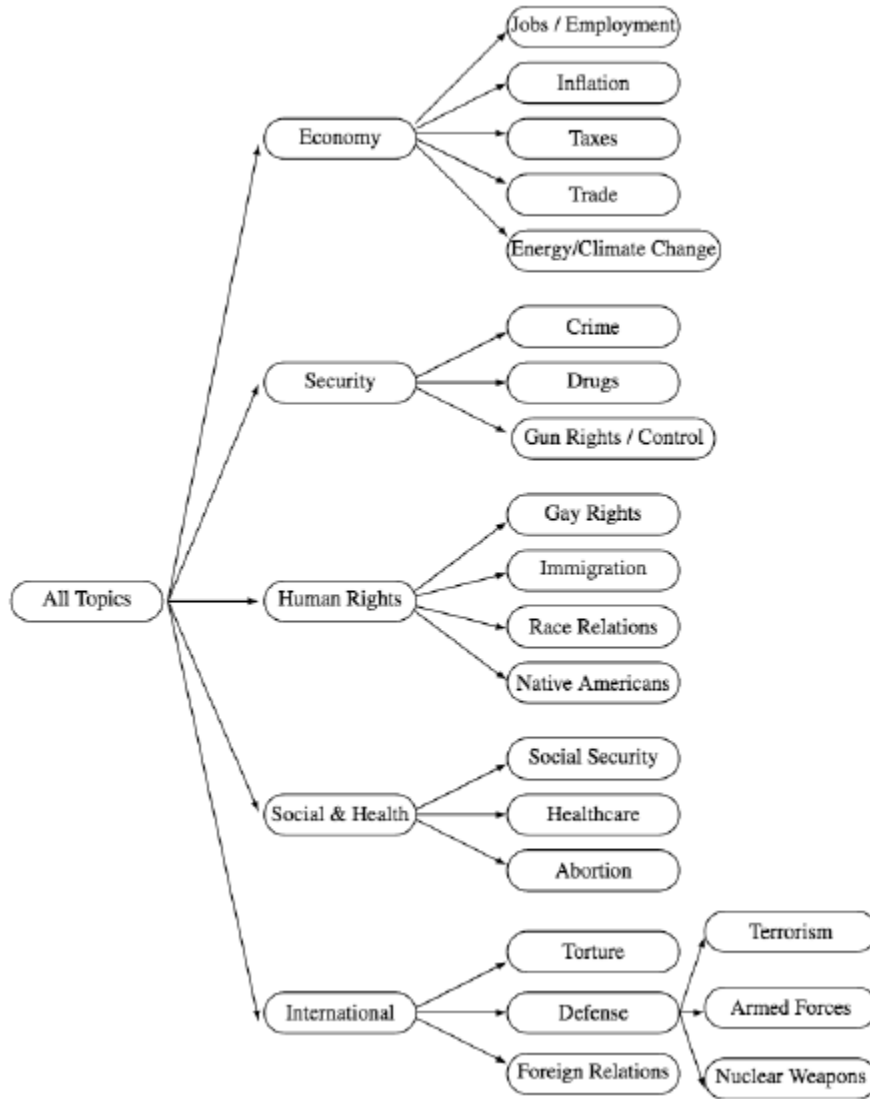 Jobs / Employment
Inflation
Economy
Taxes
Trade
Energy/Climate Change
Crime
Security
Drugs
Gun Rights / Control
Gay Rights
Immigration
All Topics
Human Rights
Race Relations
Native Americans
Social Security
Social & Health
Healthcare
Abortion
Terrorism
Torture
International
Defense
Armed Forces
Foreign Relations
Nuclear Weapons